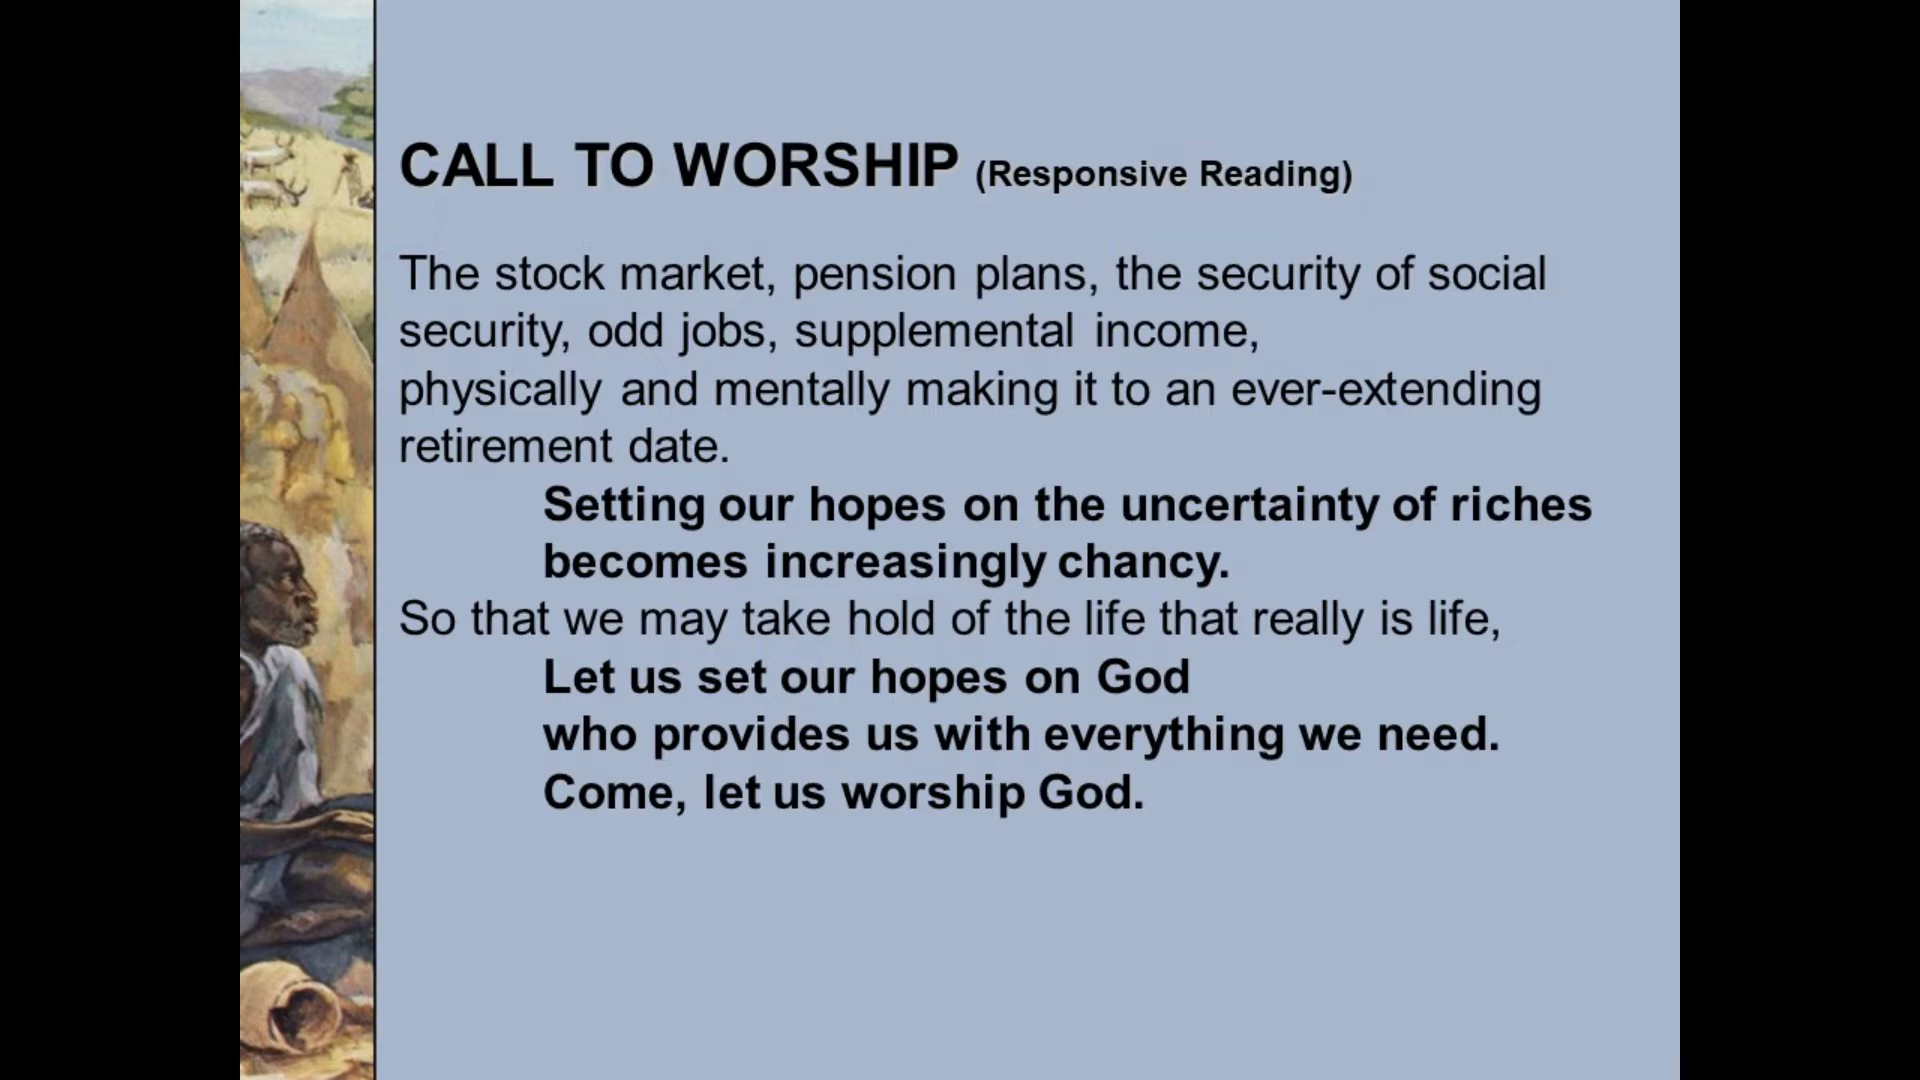 CALL TO WORSHIP (Responsive Reading)
The stock market, pension plans, the security of social
security, odd jobs, supplemental income,
physically and mentally making it to an ever-extending
retirement date.
Setting our hopes on the uncertainty of riches
becomes increasingly chancy.
So that we may take hold of the life that really is life,
Let us set our hopes on God
who provides us with everything we need.
Come, let us worship God.